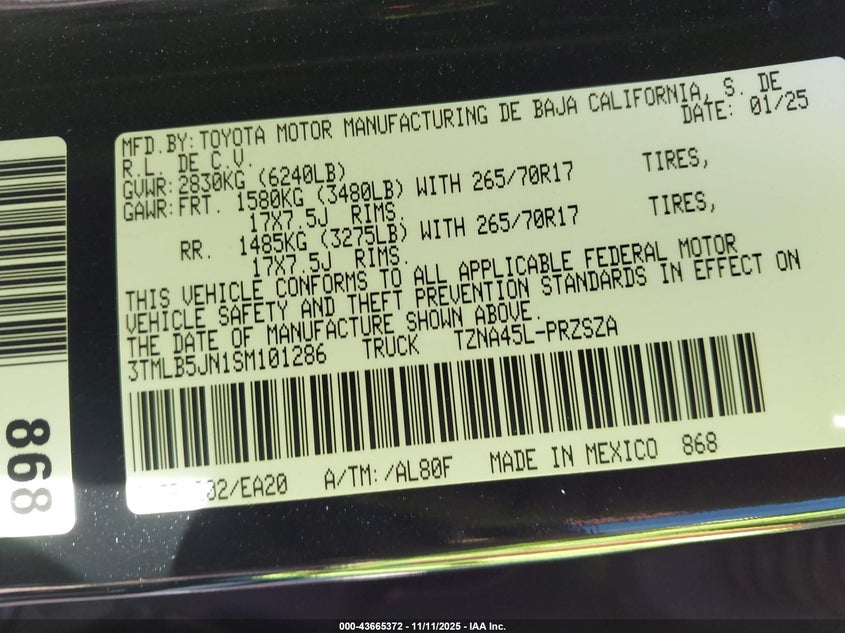 MFD.BY: TOYOTA MOTOR MANUFACTURING DE BAJA CALIFORNIA, S. DE
R.L. DE C.V. DATE: 01/25
GVWR: 2830KG (6240LB)
GAWR: FRT. 1580KG (3480LB) WITH 265/70R17 TIRES,
17X7.5J RIMS.
RR. 1485KG (3275LB) WITH 265/70R17 TIRES,
17X7.5J RIMS.
THIS VEHICLE CONFORMS TO ALL APPLICABLE FEDERAL MOTOR
VEHICLE SAFETY AND THEFT PREVENTION STANDARDS IN EFFECT ON
THE DATE OF MANUFACTURE SHOWN ABOVE.
3TMLB5JN1SM101286 TRUCK TZNA45L-PRZSZA
/EA20 A/TM: /AL80F MADE IN MEXICO 868
868
000-43665372 - 11/11/2025 - IAA Inc.